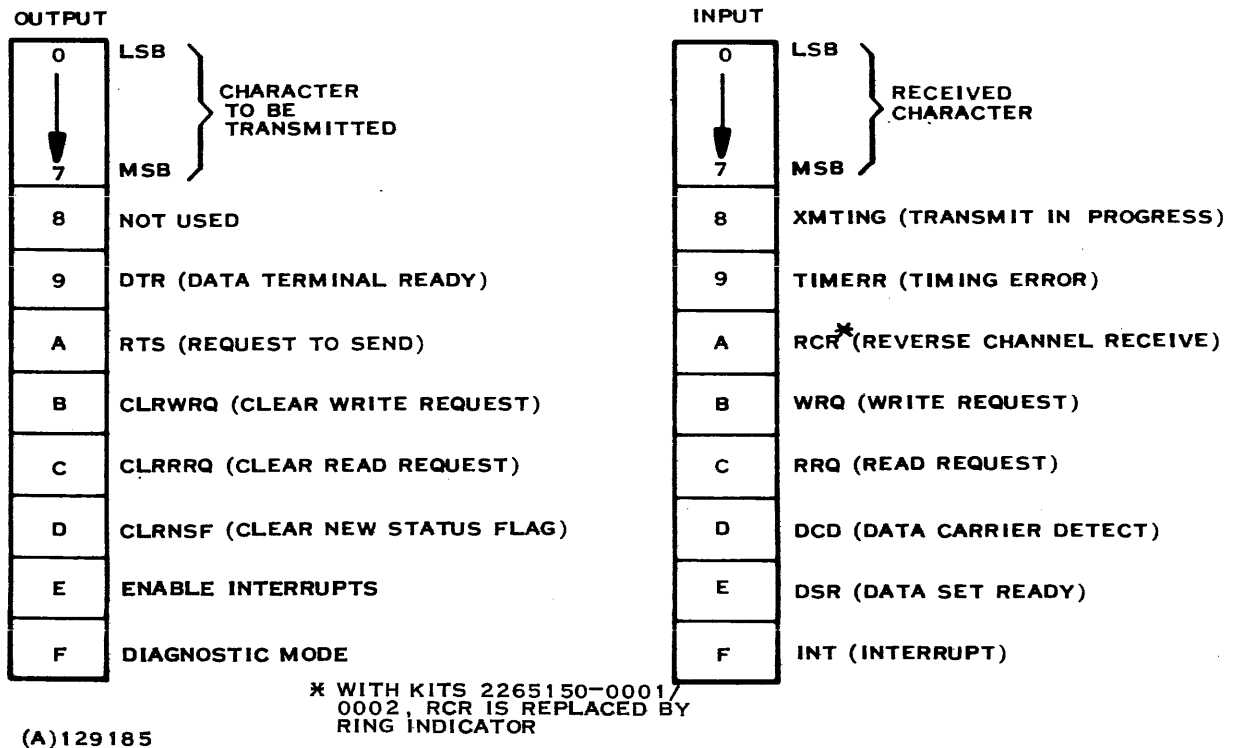 OUTPUT
0 LSB
CHARACTER
TO BE
TRANSMITTED
7 MSB
8 NOT USED
9 DTR (DATA TERMINAL READY)
A RTS (REQUEST TO SEND)
B CLRWRQ (CLEAR WRITE REQUEST)
C CLRRRQ (CLEAR READ REQUEST)
D CLRNSF (CLEAR NEW STATUS FLAG)
E ENABLE INTERRUPTS
F DIAGNOSTIC MODE
INPUT
0 LSB
RECEIVED
CHARACTER
7 MSB
8 XMTING (TRANSMIT IN PROGRESS)
9 TIMERR (TIMING ERROR)
A RCR* (REVERSE CHANNEL RECEIVE)
B WRQ (WRITE REQUEST)
C RRQ (READ REQUEST)
D DCD (DATA CARRIER DETECT)
E DSR (DATA SET READY)
F INT (INTERRUPT)
* WITH KITS 2265150-0001/
0002, RCR IS REPLACED BY
RING INDICATOR
(A)129185